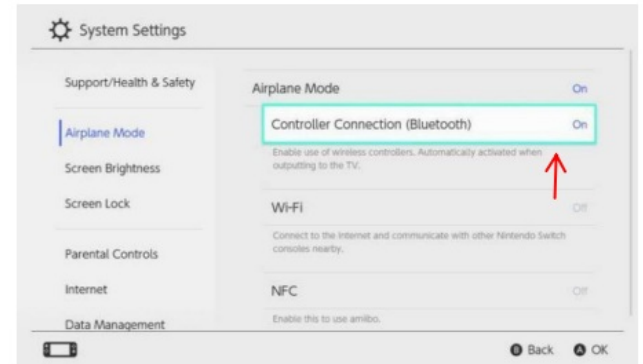 System Settings
Support/Health & Safety
Airplane Mode
Screen Brightness
Screen Lock
Parental Controls
Internet
Data Management
Airplane Mode On
Controller Connection (Bluetooth) On
Enable use of wireless controllers. Automatically activated when
outputting to the TV.
Wi-Fi Off
Connect to the Internet and communicate with other Nintendo Switch
consoles nearby.
NFC Off
Enable this to use amiibo.
B Back A OK